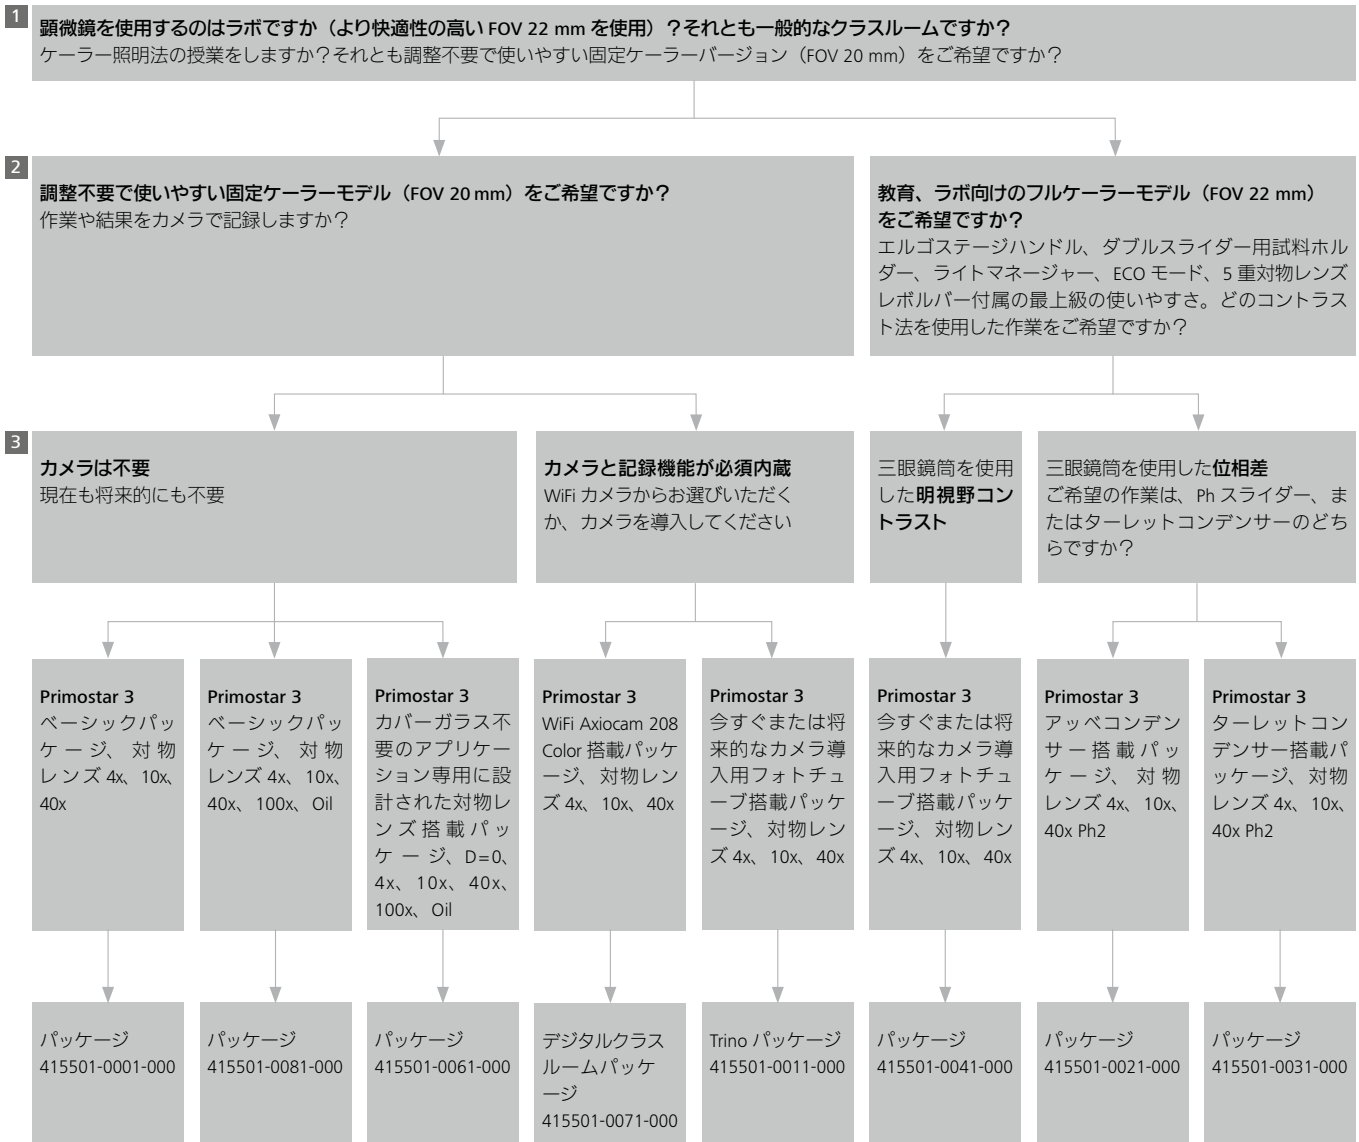 1
顕微鏡を使用するのはラボですか（より快適性の高い FOV 22 mm を使用）？それとも一般的なクラスルームですか？
ケーラー照明法の授業をしますか？それとも調整不要で使いやすい固定ケーラーバージョン（FOV 20 mm）をご希望ですか？
2
調整不要で使いやすい固定ケーラーモデル（FOV 20 mm）をご希望ですか？
作業や結果をカメラで記録しますか？
教育、ラボ向けのフルケーラーモデル（FOV 22 mm）
をご希望ですか？
エルゴステージハンドル、ダブルスライダー用試料ホル
ダー、ライトマネージャー、ECO モード、5 重対物レンズ
レボルバー付属の最上級の使いやすさ。どのコントラス
ト法を使用した作業をご希望ですか？
3
カメラは不要
現在も将来的にも不要
カメラと記録機能が必須内蔵
WiFi カメラからお選びいただく
か、カメラを導入してください
三眼鏡筒を使用
した明視野コン
トラスト
三眼鏡筒を使用した位相差
ご希望の作業は、Ph スライダー、ま
たはターレットコンデンサーのどち
らですか？
Primostar 3
ベーシックパッ
ケージ、対物
レンズ 4x、10x、
40x
Primostar 3
ベーシックパッ
ケージ、対物
レンズ 4x、10x、
40x、100x、Oil
Primostar 3
カバーガラス不
要のアプリケー
ション専用に設
計された対物レ
ンズ搭載パッ
ケージ、D=0、
4x、10x、40x、
100x、Oil
Primostar 3
WiFi Axiocam 208
Color 搭載パッケ
ージ、対物レン
ズ 4x、10x、40x
Primostar 3
今すぐまたは将
来的なカメラ導
入用フォトチュ
ーブ搭載パッケ
ージ、対物レン
ズ 4x、10x、40x
Primostar 3
今すぐまたは将
来的なカメラ導
入用フォトチュ
ーブ搭載パッケ
ージ、対物レン
ズ 4x、10x、40x
Primostar 3
アッベコンデン
サー搭載パッ
ケージ、対物
レンズ 4x、10x、
40x Ph2
Primostar 3
ターレットコン
デンサー搭載パ
ッケージ、対物
レンズ 4x、10x、
40x Ph2
パッケージ
415501-0001-000
パッケージ
415501-0081-000
パッケージ
415501-0061-000
デジタルクラス
ルームパッケ
ージ
415501-0071-000
Trino パッケージ
415501-0011-000
パッケージ
415501-0041-000
パッケージ
415501-0021-000
パッケージ
415501-0031-000